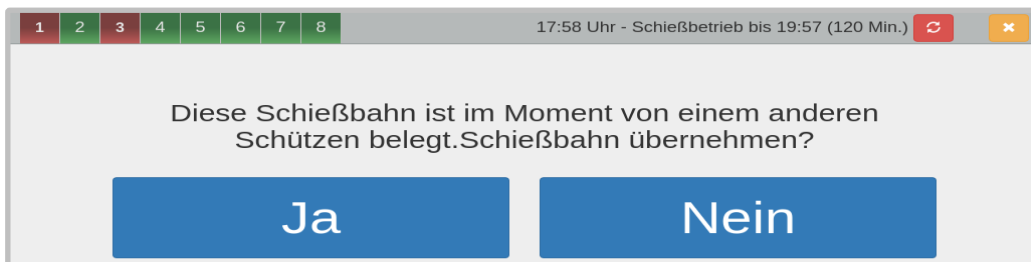 1 2 3 4 5 6 7 8 17:58 Uhr - Schießbetrieb bis 19:57 (120 Min.)
Diese Schießbahn ist im Moment von einem anderen
Schützen belegt.Schießbahn übernehmen?
Ja Nein